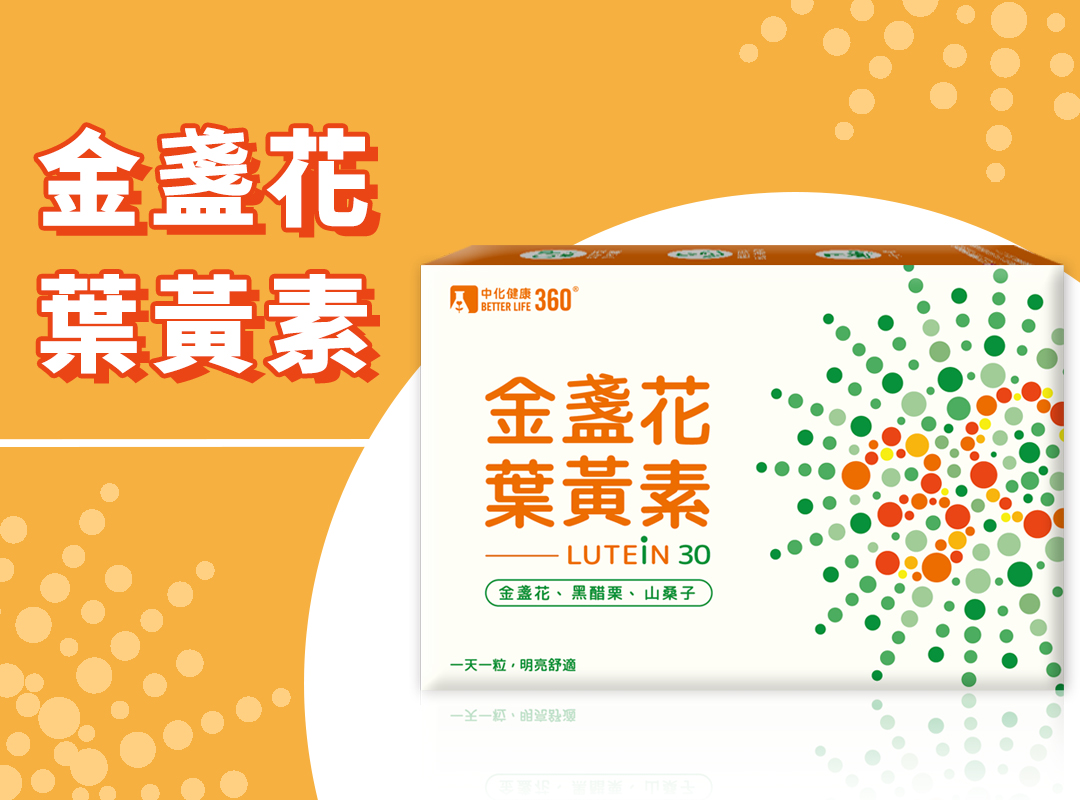 金盞花
葉黃素
中化健康
BETTER LIFE
360®
金盞花
葉黃素
LUTEiN 30
金盞花、黑醋栗、山桑子
一天一粒，明亮舒適